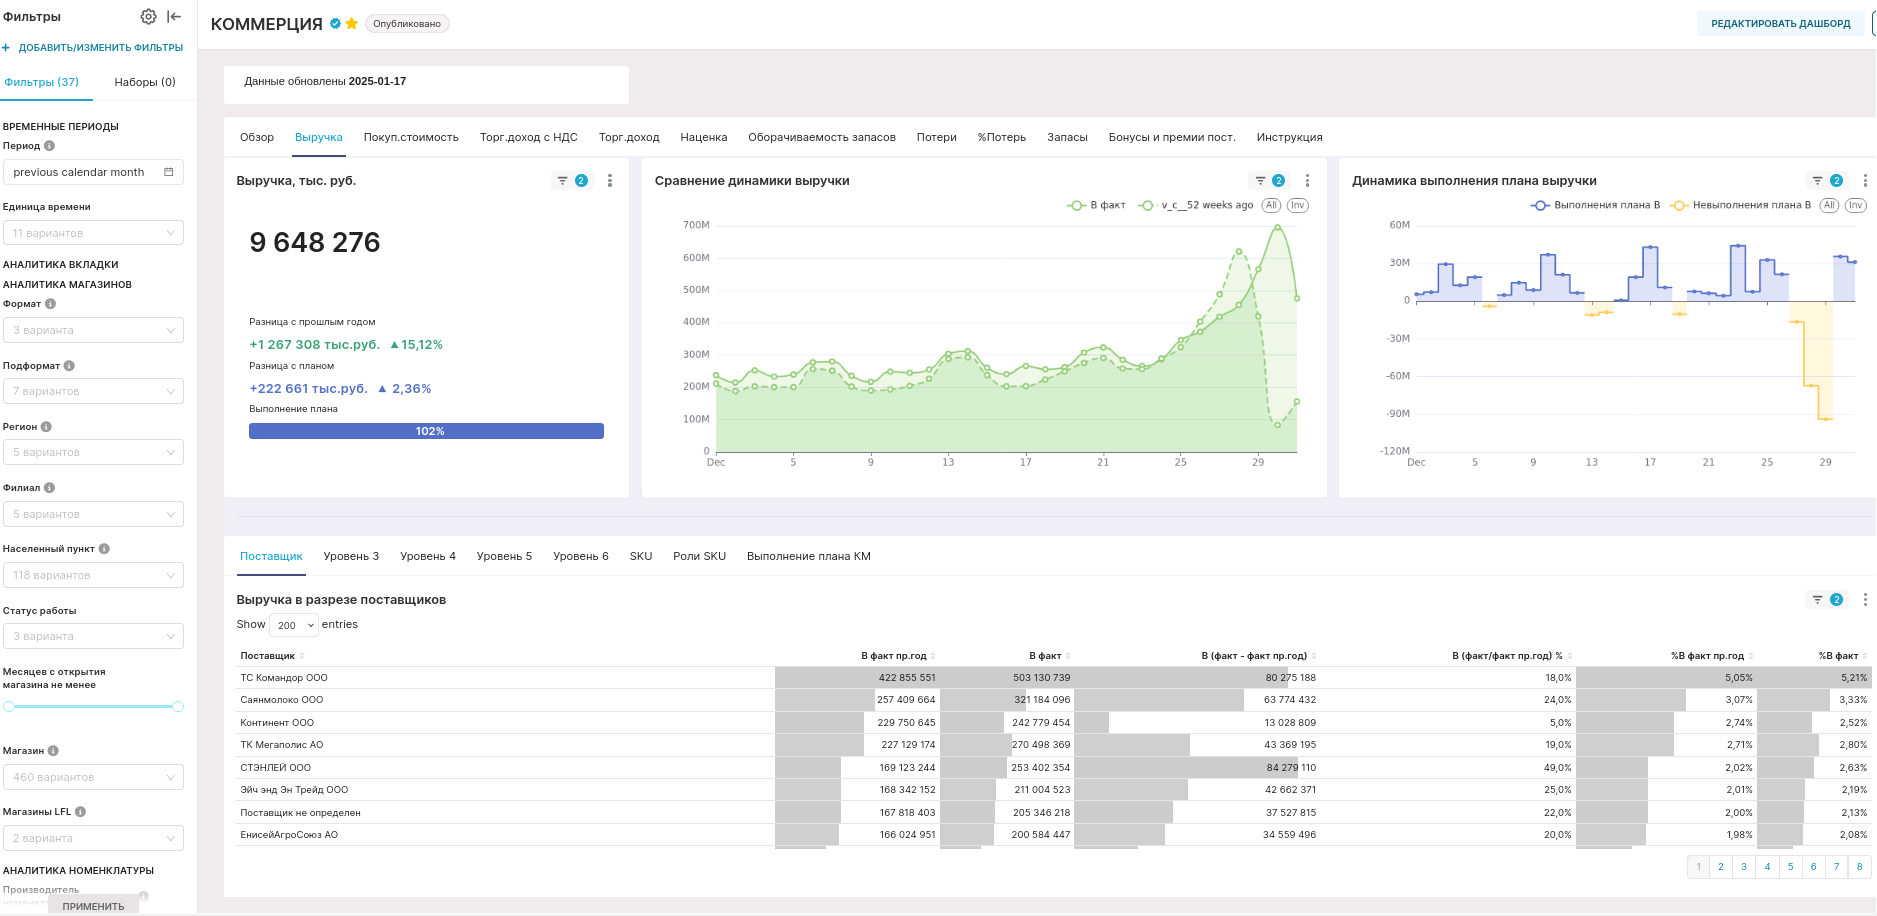 Фильтры
+ ДОБАВИТЬ/ИЗМЕНИТЬ ФИЛЬТРЫ
Фильтры (37) Наборы (0)
ВРЕМЕННЫЕ ПЕРИОДЫ
Период
previous calendar month
Единица времени
11 вариантов
АНАЛИТИКА ВКЛАДКИ
АНАЛИТИКА МАГАЗИНОВ
Формат
3 варианта
Подформат
7 вариантов
Регион
5 вариантов
Филиал
5 вариантов
Населенный пункт
118 вариантов
Статус работы
3 варианта
Месяцев с открытия
магазина не менее
Магазин
460 вариантов
Магазины LFL
2 варианта
АНАЛИТИКА НОМЕНКЛАТУРЫ
Производитель
ПРИМЕНИТЬ
КОММЕРЦИЯ Опубликовано
РЕДАКТИРОВАТЬ ДАШБОРД
Данные обновлены 2025-01-17
Обзор Выручка Покуп.стоимость Торг.доход с НДС Торг.доход Наценка Оборачиваемость запасов Потери %Потерь Запасы Бонусы и премии пост. Инструкция
Выручка, тыс. руб. 2
9 648 276
Разница с прошлым годом
+1 267 308 тыс.руб. ▲15,12%
Разница с планом
+222 661 тыс.руб. ▲ 2,36%
Выполнение плана
102%
Сравнение динамики выручки 2
В факт v_c__52 weeks ago All Inv
700M
600M
500M
400M
300M
200M
100M
0
Dec 5 9 13 17 21 25 29
Динамика выполнения плана выручки 2
Выполнения плана В Невыполнения плана В All Inv
60M
30M
0
-30M
-60M
-90M
-120M
Dec 5 9 13 17 21 25 29
Поставщик Уровень 3 Уровень 4 Уровень 5 Уровень 6 SKU Роли SKU Выполнение плана КМ
Выручка в разрезе поставщиков 2
Show 200 entries
Поставщик В факт пр.год В факт В (факт - факт пр.год) В (факт/факт пр.год) % %В факт пр.год %В факт
ТС Командор ООО 422 855 551 503 130 739 80 275 188 18,0% 5,05% 5,21%
Саянмолоко ООО 257 409 664 321 184 096 63 774 432 24,0% 3,07% 3,33%
Континент ООО 229 750 645 242 779 454 13 028 809 5,0% 2,74% 2,52%
ТК Мегаполис АО 227 129 174 270 498 369 43 369 195 19,0% 2,71% 2,80%
СТЭНЛЕЙ ООО 169 123 244 253 402 354 84 279 110 49,0% 2,02% 2,63%
Эйч энд Эн Трейд ООО 168 342 152 211 004 523 42 662 371 25,0% 2,01% 2,19%
Поставщик не определен 167 818 403 205 346 218 37 527 815 22,0% 2,00% 2,13%
ЕнисейАгроСоюз АО 166 024 951 200 584 447 34 559 496 20,0% 1,98% 2,08%
1 2 3 4 5 6 7 8